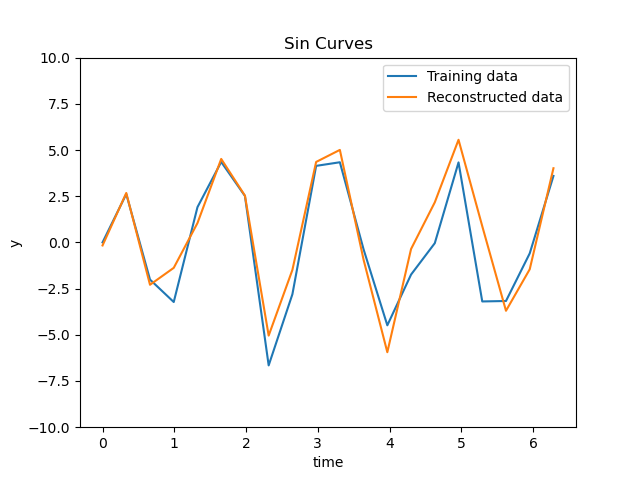 Sin Curves
Training data
Reconstructed data
10.0
7.5
5.0
2.5
0.0
−2.5
−5.0
−7.5
−10.0
y
0 1 2 3 4 5 6
time